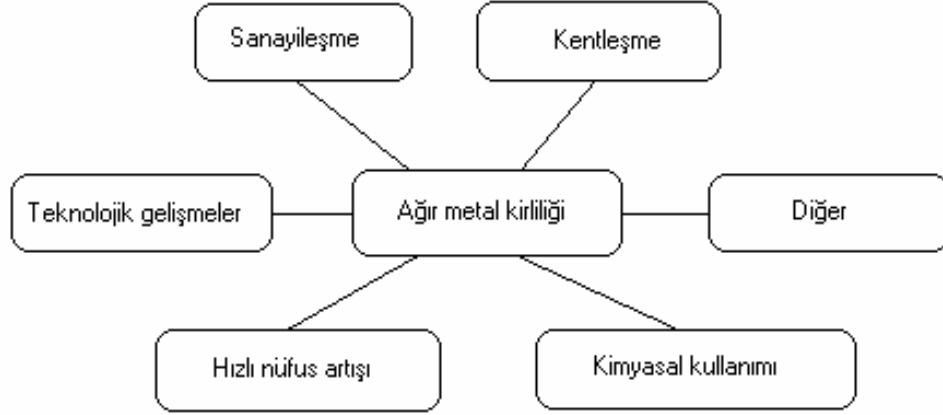 Sanayileşme
Kentleşme
Teknolojik gelişmeler
Ağır metal kirliliği
Diğer
Hızlı nüfus artışı
Kimyasal kullanımı